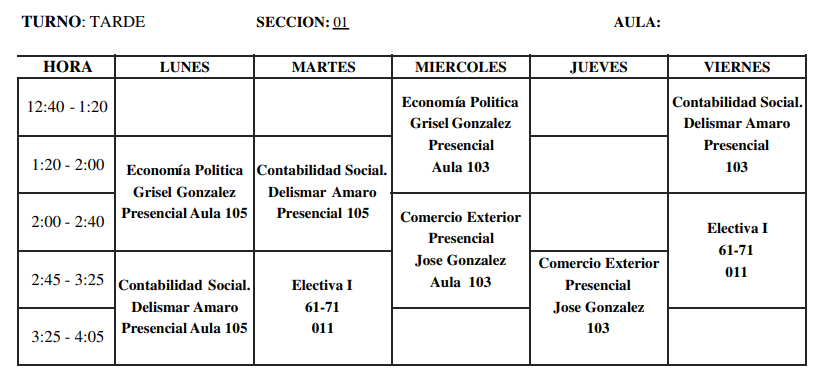 TURNO: TARDE SECCION: 01 AULA:
HORA LUNES MARTES MIERCOLES JUEVES VIERNES
12:40 - 1:20
1:20 - 2:00
2:00 - 2:40
2:45 - 3:25
3:25 - 4:05
Economía Politica
Grisel Gonzalez
Presencial Aula 105
Contabilidad Social.
Delismar Amaro
Presencial Aula 105
Contabilidad Social.
Delismar Amaro
Presencial 105
Electiva I
61-71
011
Economía Politica
Grisel Gonzalez
Presencial
Aula 103
Comercio Exterior
Presencial
Jose Gonzalez
Aula 103
Comercio Exterior
Presencial
Jose Gonzalez
103
Contabilidad Social.
Delismar Amaro
Presencial
103
Electiva I
61-71
011